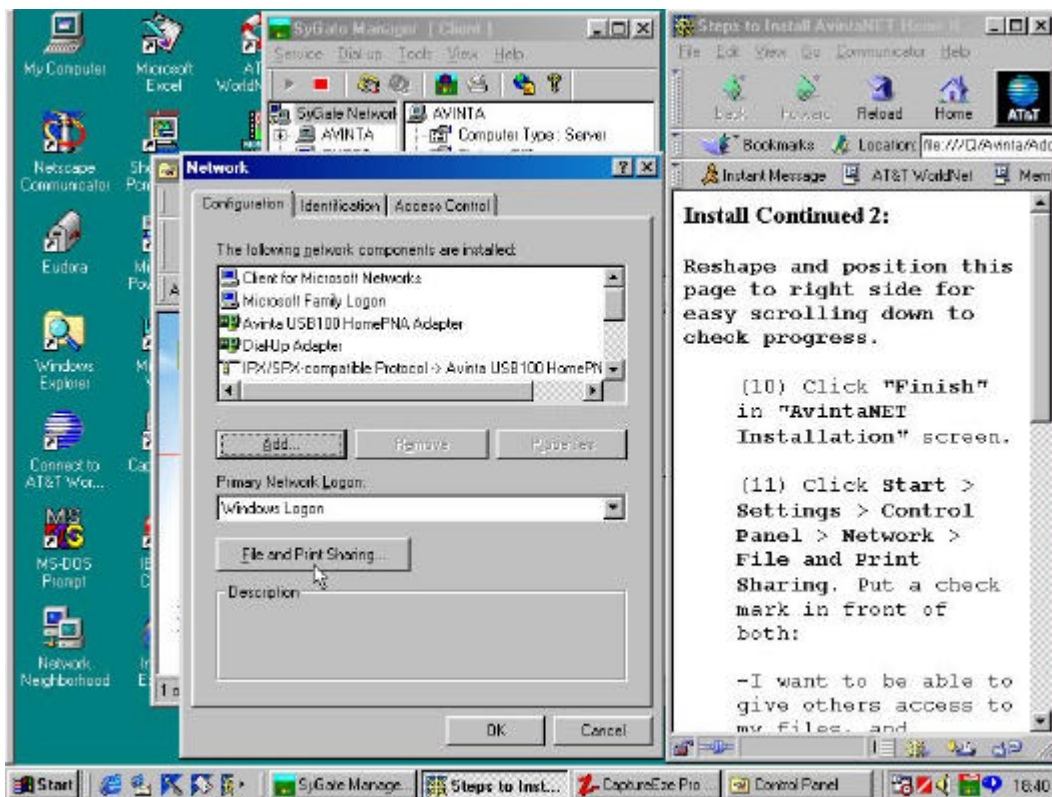 My Computer
Microsoft Excel
Netscape Communicator
Eudora
Windows Explorer
Connect to AT&T Wor...
MS-DOS Prompt
Network Neighborhood
SyGate Manager [ Client ]
Service Dial-up Tools View Help
SyGate Network
AVINTA
AVINTA
Computer Type : Server
Network
Configuration Identification Access Control
The following network components are installed:
Client for Microsoft Networks
Microsoft Family Logon
Avinta USB100 HomePNA Adapter
Dial-Up Adapter
IPX/SPX-compatible Protocol -> Avinta USB100 HomePN
Add... Remove Properties
Primary Network Logon:
Windows Logon
File and Print Sharing...
Description
OK Cancel
Steps to Install AvintaNET
File Edit View Go Communicator Help
Back Forward Reload Home AT&T
Bookmarks Location: file:///Q/Avinta/Add
Instant Message AT&T WorldNet Mem
Install Continued 2:
Reshape and position this
page to right side for
easy scrolling down to
check progress.
(10) Click "Finish"
in "AvintaNET
Installation" screen.
(11) Click Start >
Settings > Control
Panel > Network >
File and Print
Sharing. Put a check
mark in front of
both:
-I want to be able to
give others access to
my files, and
Start SyGate Manage... Steps to Inst... CaptureEze Pro ... Control Panel 18:40